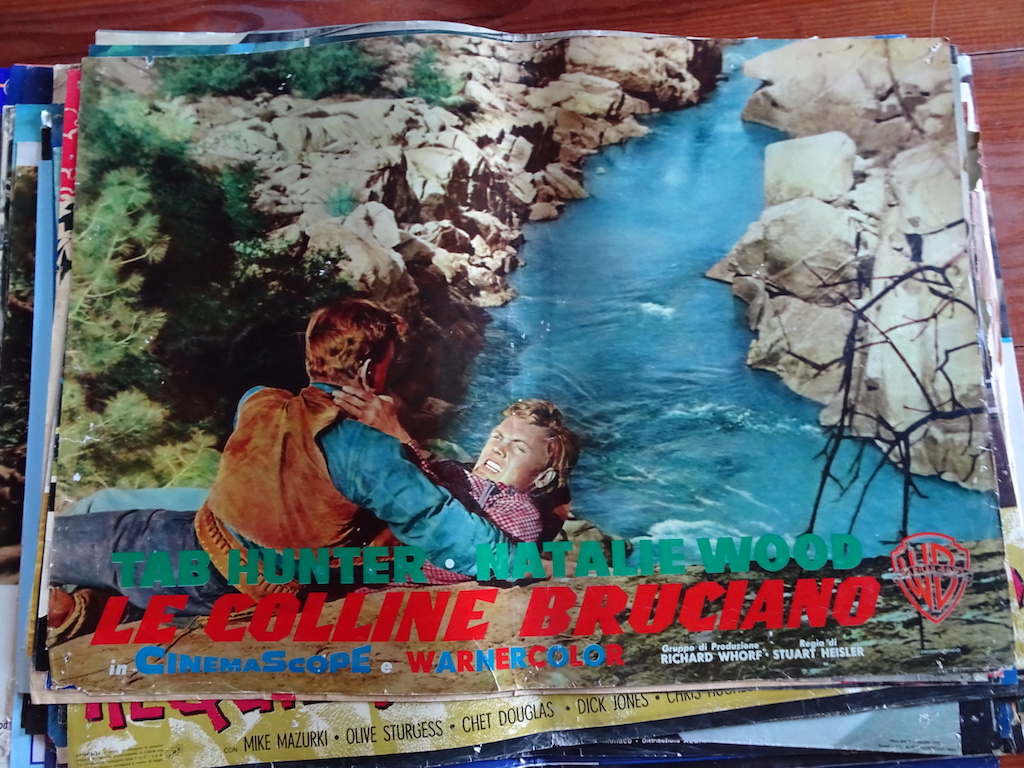 TAB HUNTER • NATALIE WOOD
LE COLLINE BRUCIANO
in CINEMASCOPE e WARNERCOLOR
Gruppo di Produzione
RICHARD WHORF •
Regia di
STUART HEISLER
WB
CON MIKE MAZURKI • OLIVE STURGESS • CHET DOUGLAS • DICK JONES •